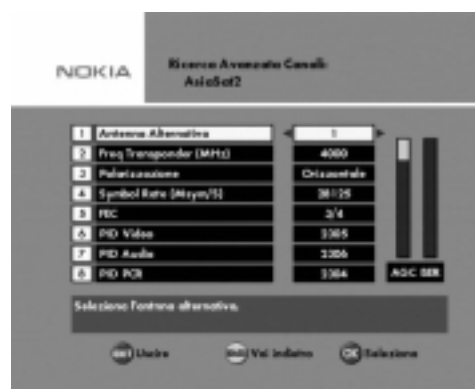 NOKIA
Ricerca Avanzata Canali:
AsiaSat2
1 Antenna Alternativa 1
2 Freq Transponder (MHz) 4000
3 Polarizzazione Orizzontale
4 Symbol Rate (Msym/S) 28125
5 FEC 3/4
6 PID Video 2305
7 PID Audio 2306
8 PID PCR 2304
AGC BER
Seleziona l'antenna alternativa.
Uscire Vai indietro OK Seleziona